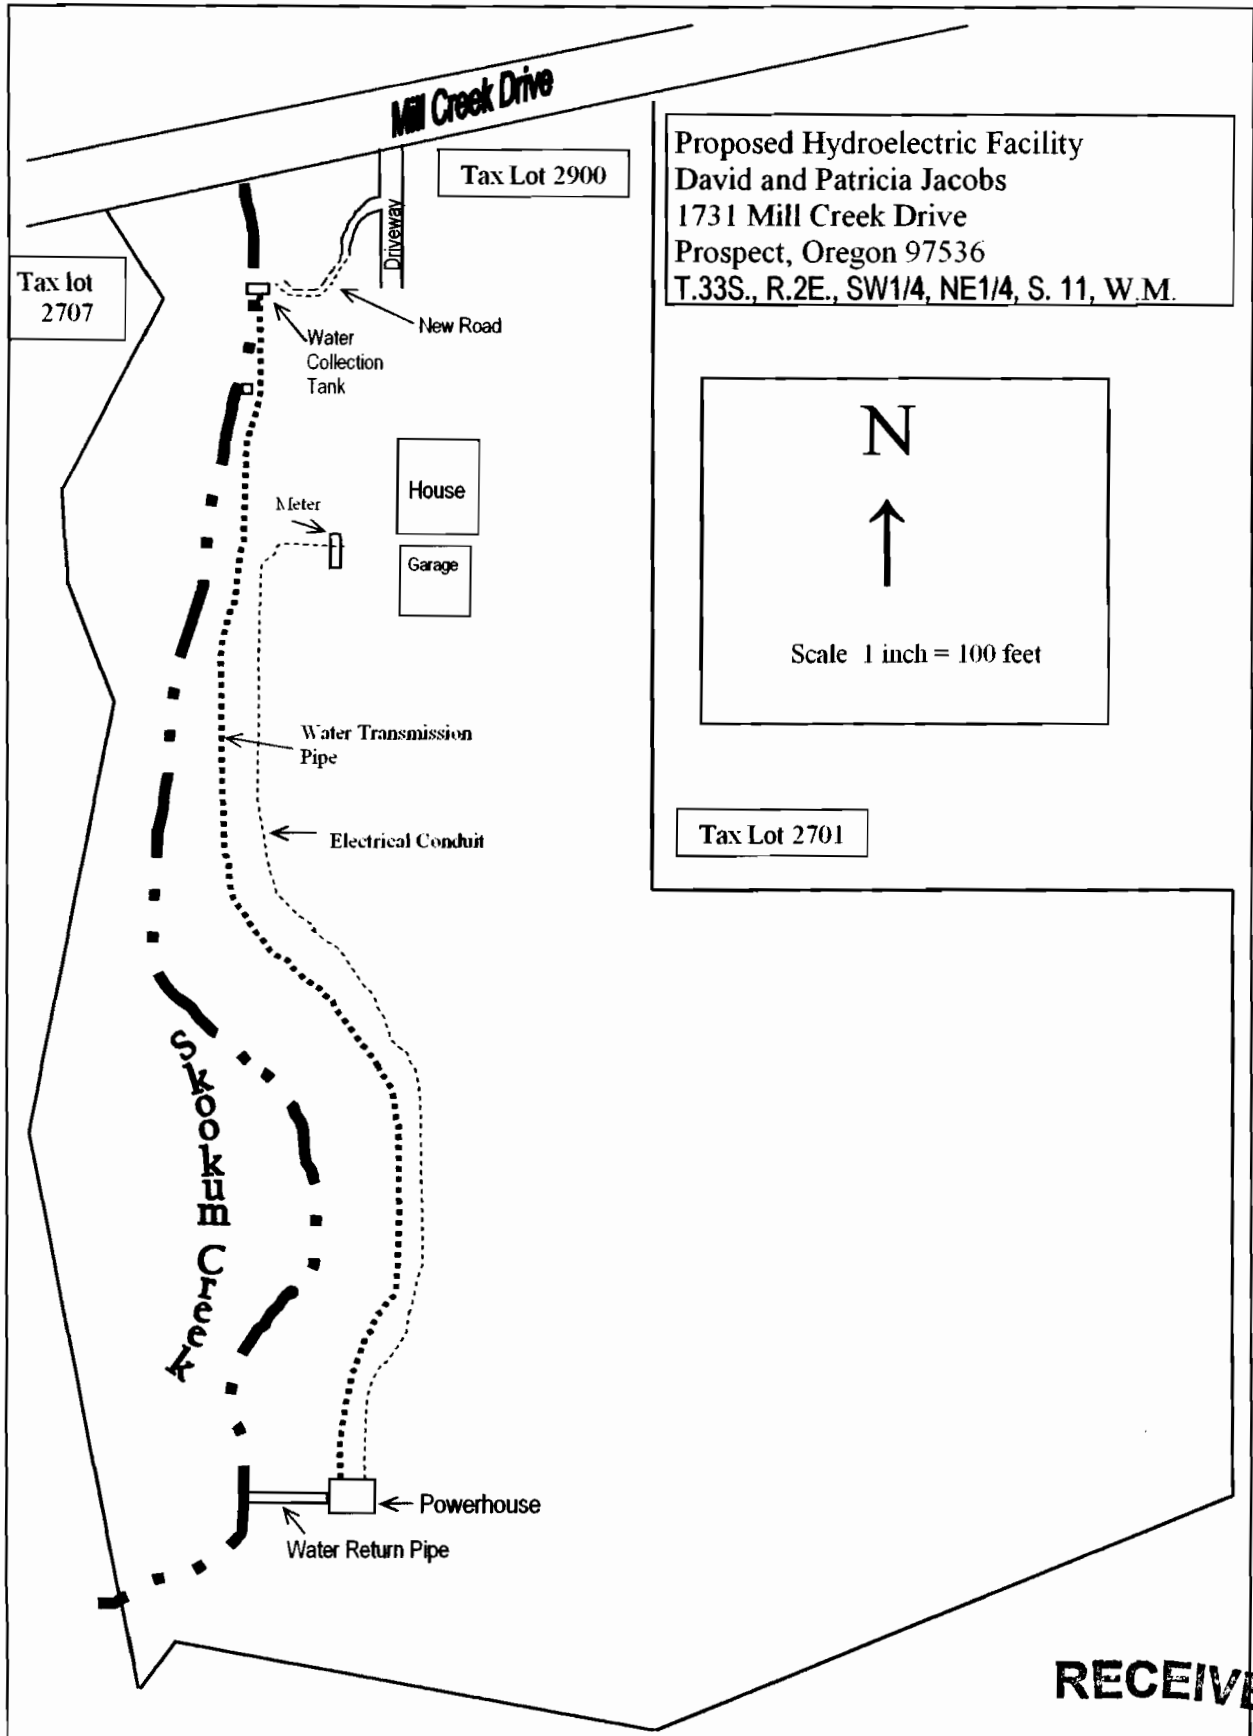 Mill Creek Drive
Tax Lot 2900
Proposed Hydroelectric Facility
David and Patricia Jacobs
1731 Mill Creek Drive
Prospect, Oregon 97536
T.33S., R.2E., SW1/4, NE1/4, S. 11, W.M.
Driveway
Tax lot
2707
New Road
Water
Collection
Tank
N
House
Meter
Garage
Scale 1 inch = 100 feet
Water Transmission
Pipe
Tax Lot 2701
Electrical Conduit
Skookum Creek
Powerhouse
Water Return Pipe
RECEIVE